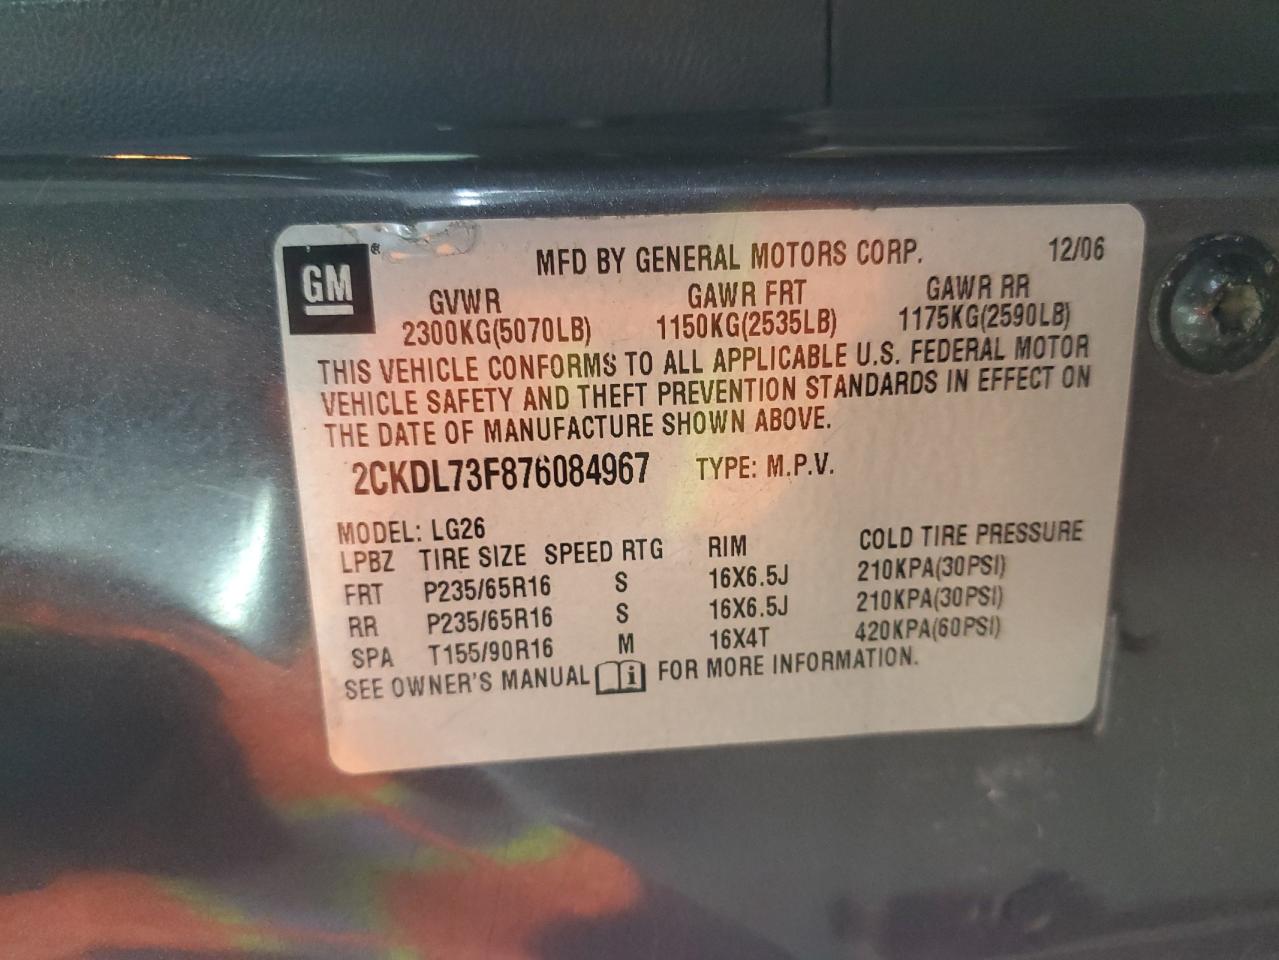 GM ® MFD BY GENERAL MOTORS CORP. 12/06
GVWR GAWR FRT GAWR RR
2300KG(5070LB) 1150KG(2535LB) 1175KG(2590LB)
THIS VEHICLE CONFORMS TO ALL APPLICABLE U.S. FEDERAL MOTOR
VEHICLE SAFETY AND THEFT PREVENTION STANDARDS IN EFFECT ON
THE DATE OF MANUFACTURE SHOWN ABOVE.
2CKDL73F876084967 TYPE: M.P.V.
MODEL: LG26
LPBZ TIRE SIZE SPEED RTG RIM COLD TIRE PRESSURE
FRT P235/65R16 S 16X6.5J 210KPA(30PSI)
RR P235/65R16 S 16X6.5J 210KPA(30PSI)
SPA T155/90R16 M 16X4T 420KPA(60PSI)
SEE OWNER'S MANUAL i FOR MORE INFORMATION.